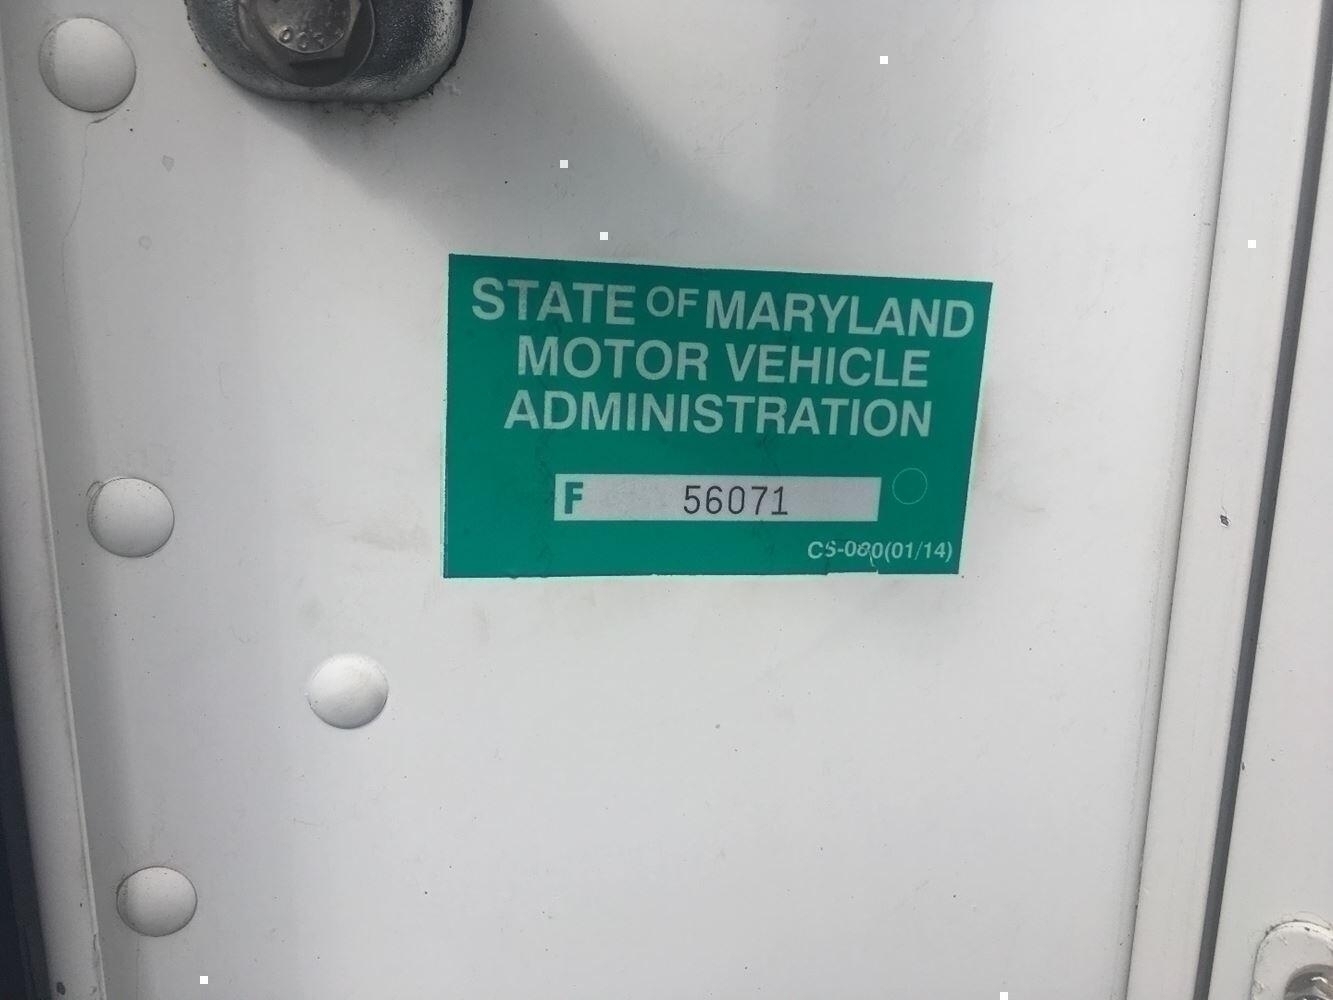 STATE OF MARYLAND
MOTOR VEHICLE
ADMINISTRATION
F 56071
CS-080(01/14)